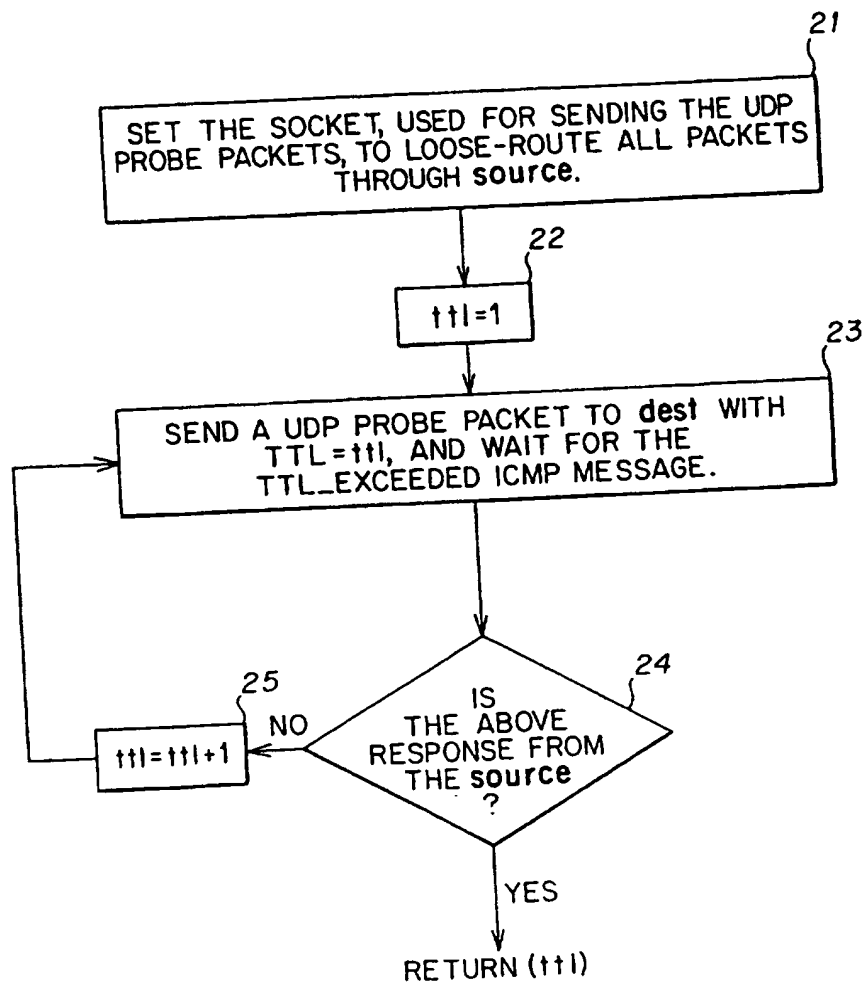 21
SET THE SOCKET, USED FOR SENDING THE UDP
PROBE PACKETS, TO LOOSE-ROUTE ALL PACKETS
THROUGH source.
22
ttl=1
23
SEND A UDP PROBE PACKET TO dest WITH
TTL=ttl, AND WAIT FOR THE
TTL_EXCEEDED ICMP MESSAGE.
24
IS
THE ABOVE
RESPONSE FROM
THE source
?
25
NO
ttl=ttl+1
YES
RETURN (ttl)